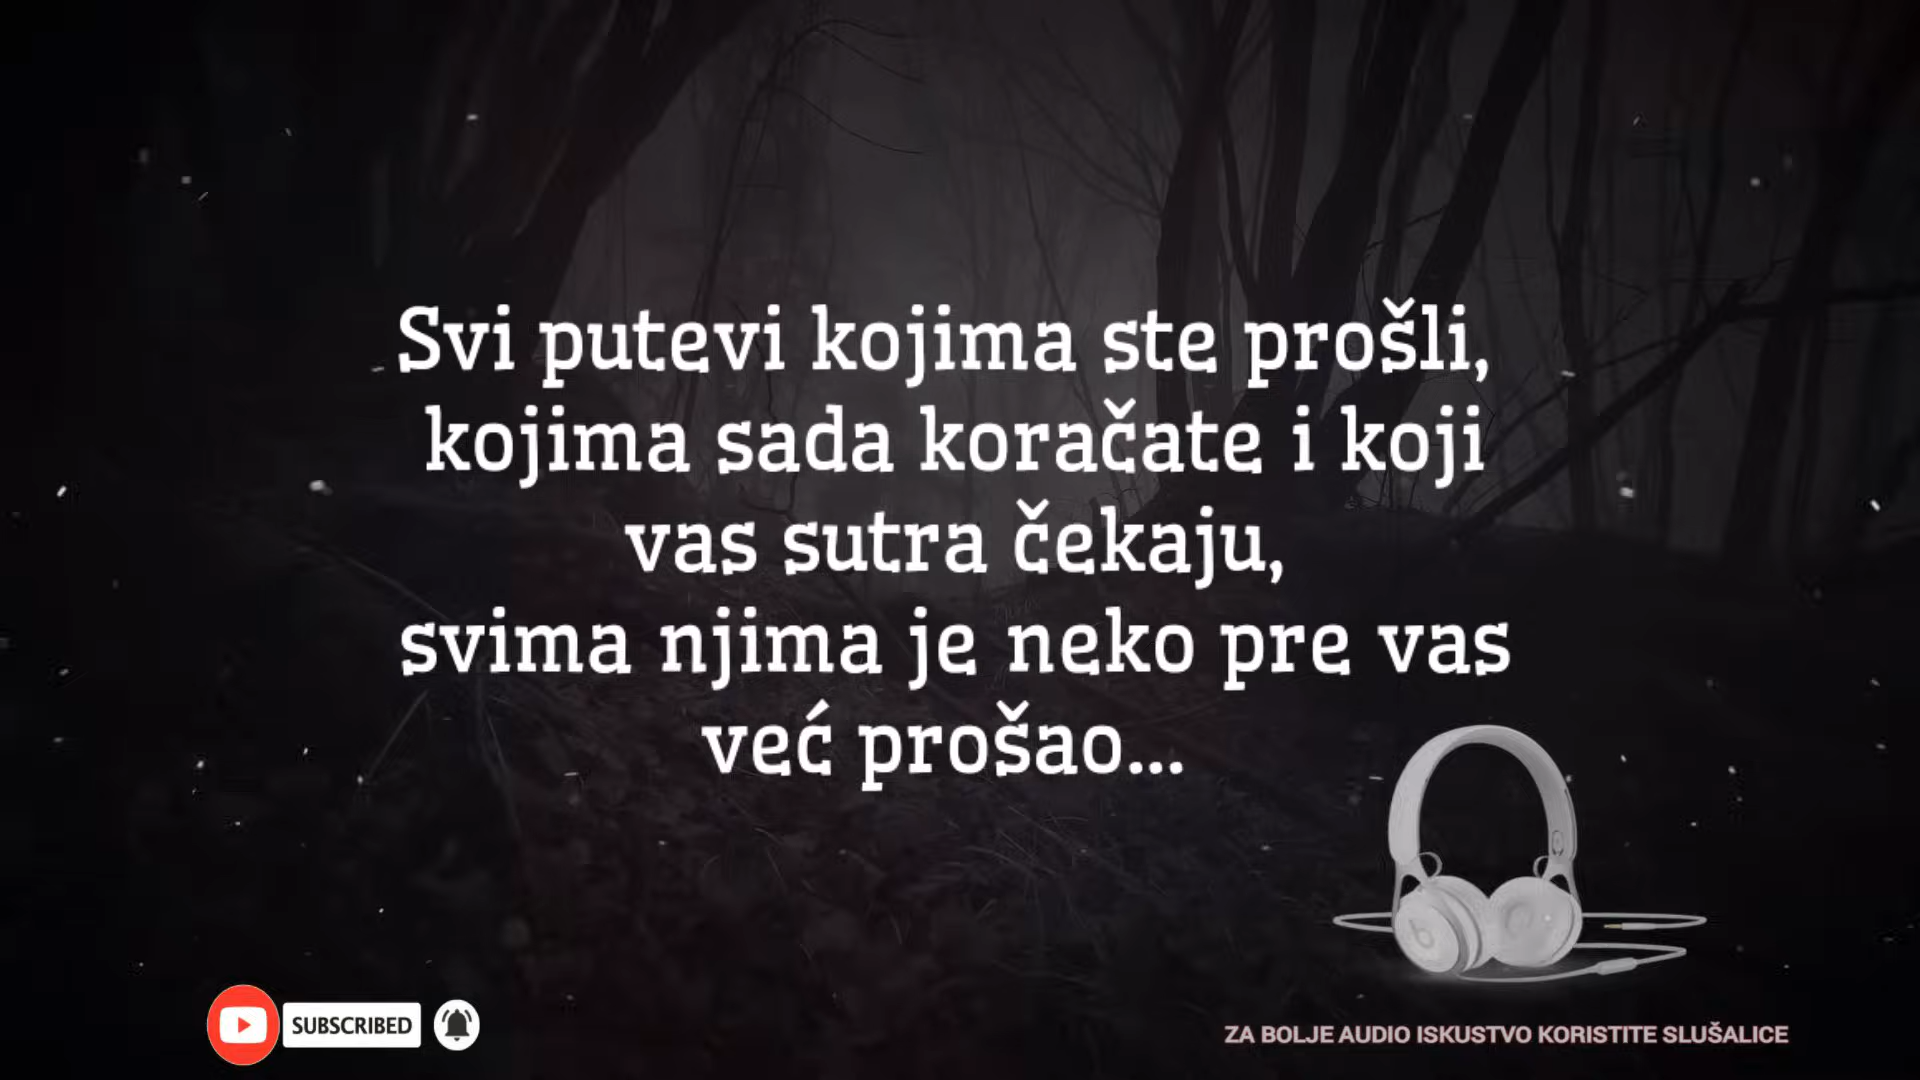 Svi putevi kojima ste prošli,
kojima sada koračate i koji
vas sutra čekaju,
svima njima je neko pre vas
već prošao...
SUBSCRIBED
ZA BOLJE AUDIO ISKUSTVO KORISTITE SLUŠALICE